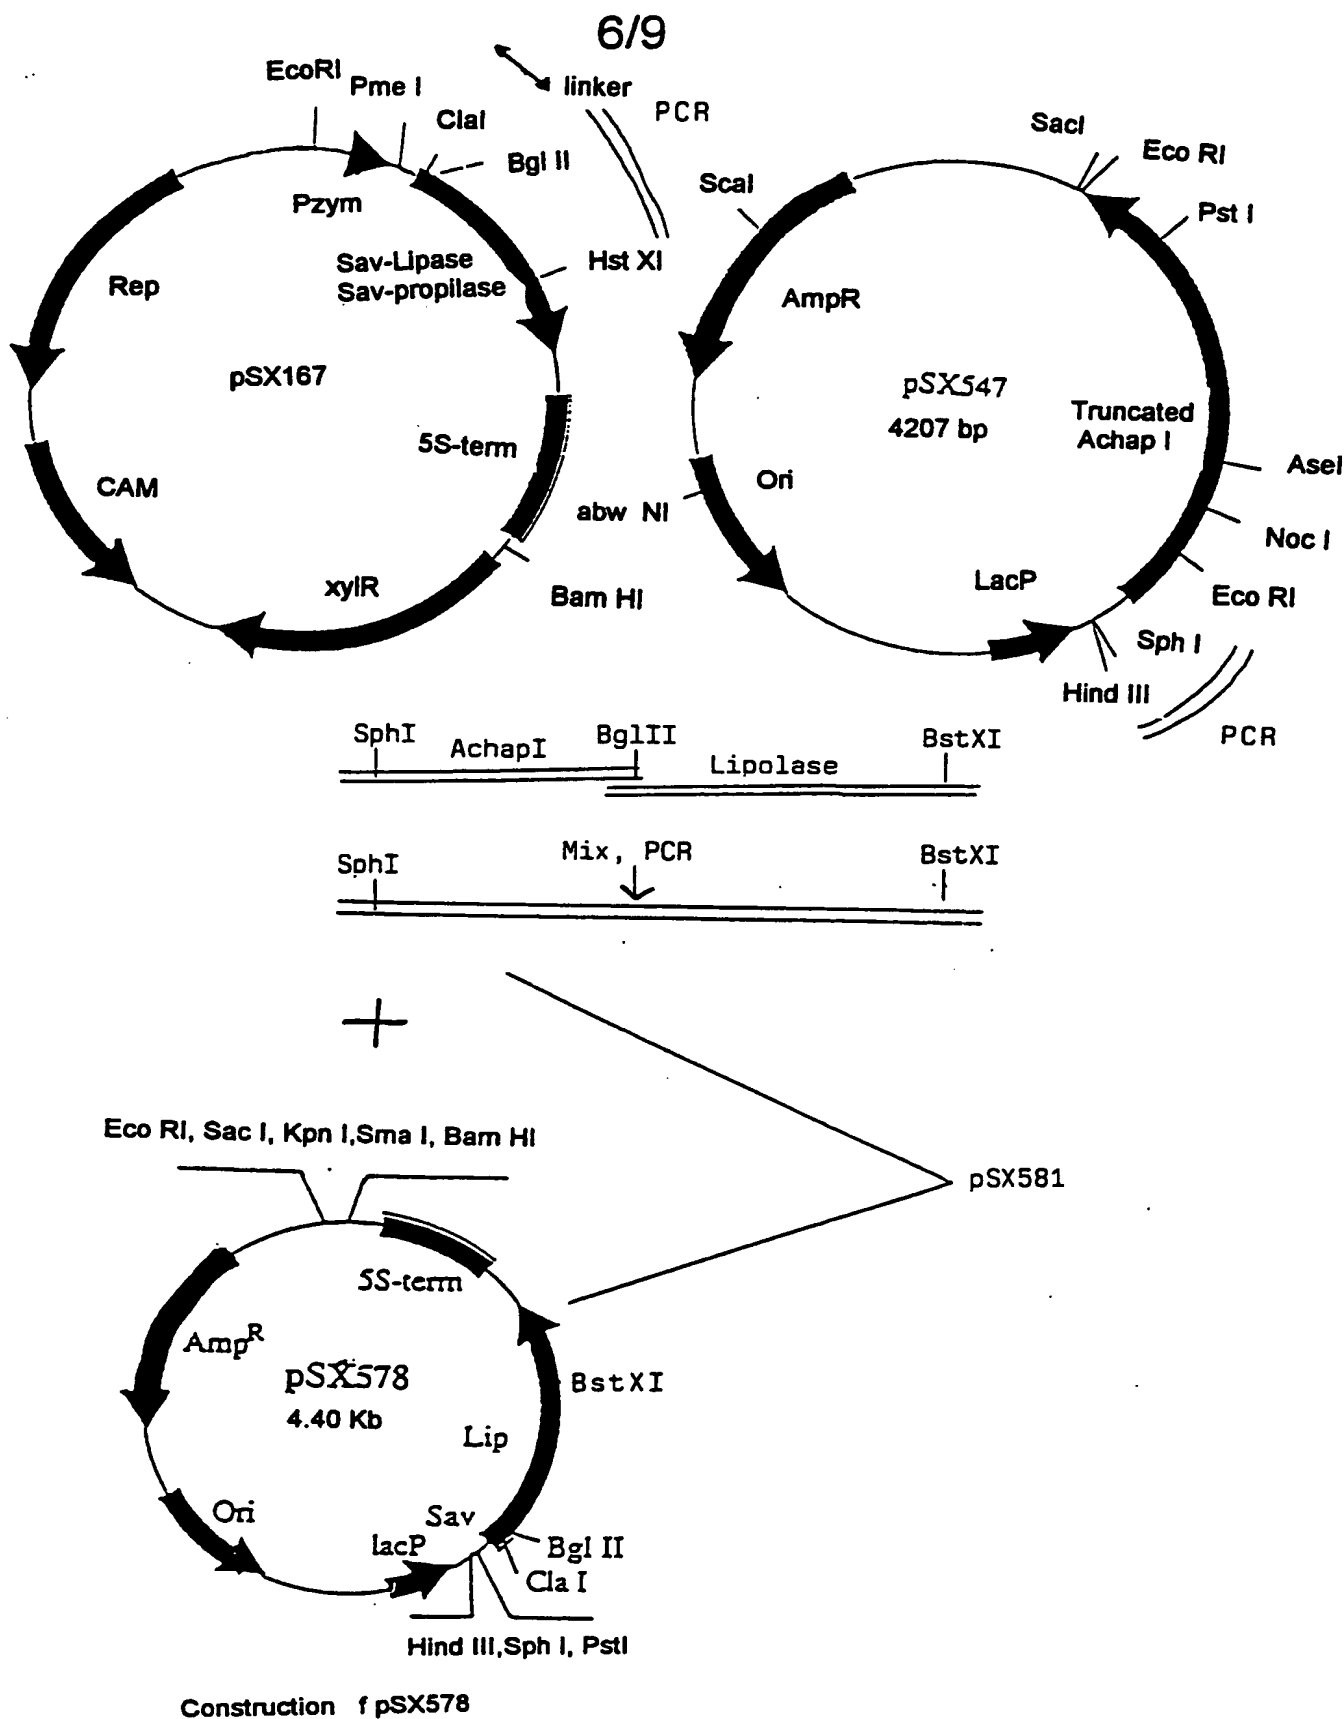 6/9
linker
PCR
EcoRI
Pme I
ClaI
Bgl II
Hst XI
Pzym
Sav-Lipase
Sav-propilase
Rep
pSX167
5S-term
CAM
xylR
Bam HI
SacI
Eco RI
ScaI
Pst I
AmpR
pSX547
4207 bp
Truncated
Achap I
Ori
abw NI
AseI
Noc I
LacP
Eco RI
Sph I
Hind III
PCR
SphI
AchapI
BglII
Lipolase
BstXI
SphI
Mix, PCR
BstXI
Eco RI, Sac I, Kpn I,Sma I, Bam HI
pSX581
5S-term
AmpR
pSX578
4.40 Kb
BstXI
Lip
Ori
Sav
lacP
Bgl II
Cla I
Hind III,Sph I, PstI
Construction f pSX578